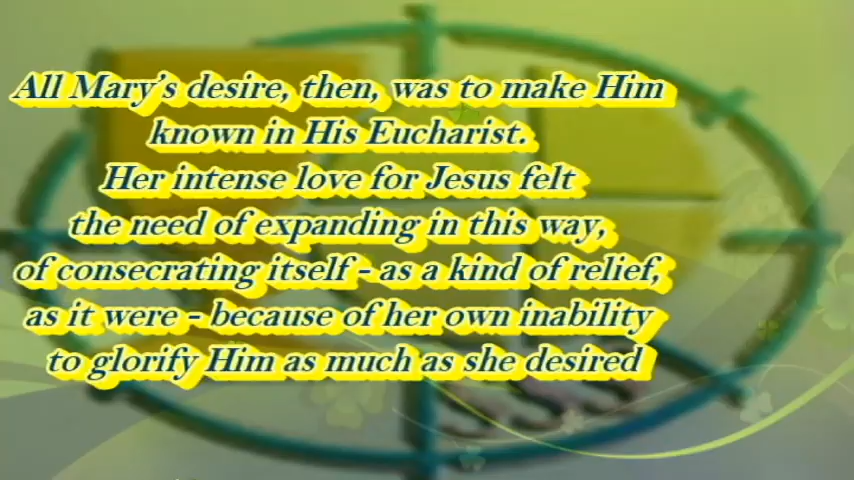 All Mary's desire, then, was to make Him
known in His Eucharist.
Her intense love for Jesus felt
the need of expanding in this way,
of consecrating itself - as a kind of relief,
as it were - because of her own inability
to glorify Him as much as she desired